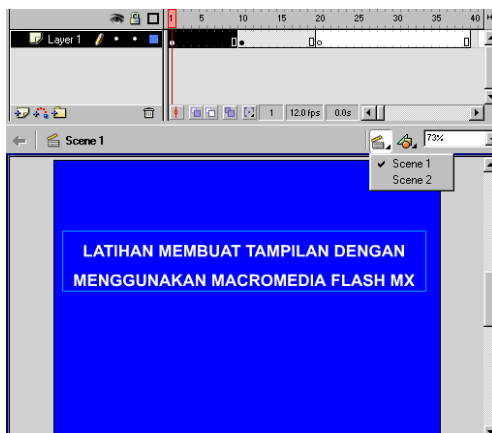 1 5 10 15 20 25 30 35 40
Layer 1
1 12.0 fps 0.0s
Scene 1
73%
Scene 1
Scene 2
LATIHAN MEMBUAT TAMPILAN DENGAN
MENGGUNAKAN MACROMEDIA FLASH MX